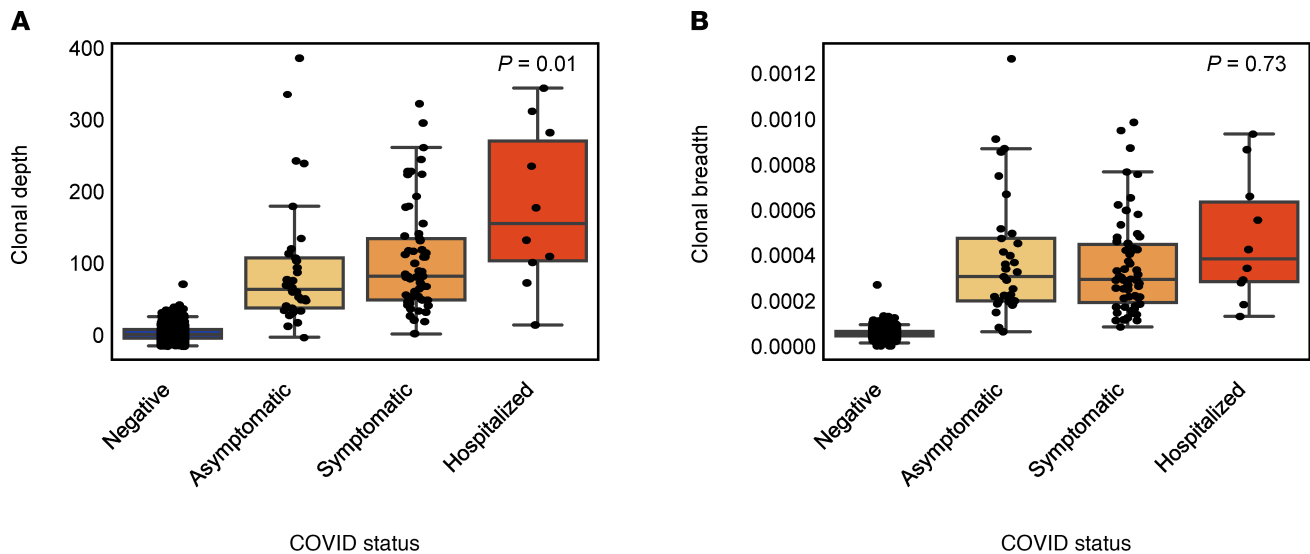 A
Clonal depth
400
300
200
100
0
P = 0.01
Negative
Asymptomatic
Symptomatic
Hospitalized
COVID status
B
Clonal breadth
0.0012
0.0010
0.0008
0.0006
0.0004
0.0002
0.0000
P = 0.73
Negative
Asymptomatic
Symptomatic
Hospitalized
COVID status